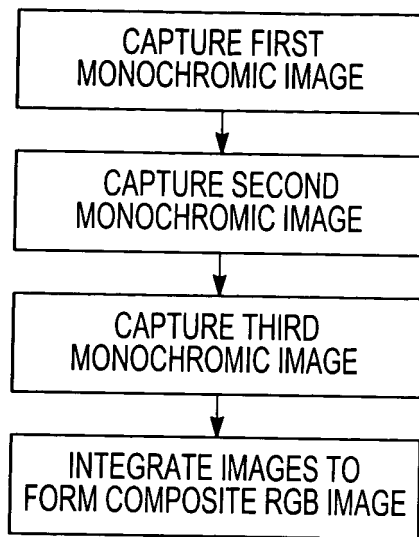 CAPTURE FIRST
MONOCHROMIC IMAGE
CAPTURE SECOND
MONOCHROMIC IMAGE
CAPTURE THIRD
MONOCHROMIC IMAGE
INTEGRATE IMAGES TO
FORM COMPOSITE RGB IMAGE